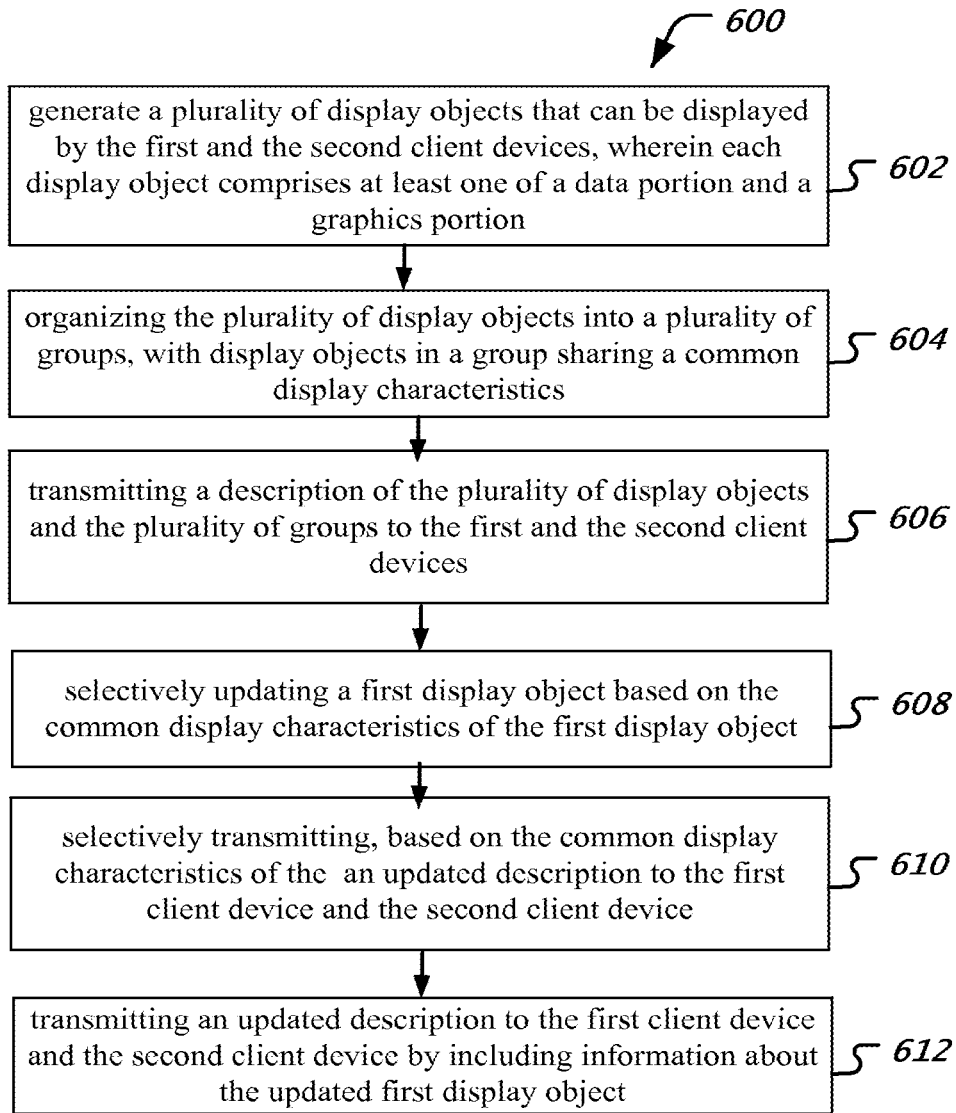 600
generate a plurality of display objects that can be displayed
by the first and the second client devices, wherein each
display object comprises at least one of a data portion and a
graphics portion
602
organizing the plurality of display objects into a plurality of
groups, with display objects in a group sharing a common
display characteristics
604
transmitting a description of the plurality of display objects
and the plurality of groups to the first and the second client
devices
606
selectively updating a first display object based on the
common display characteristics of the first display object
608
selectively transmitting, based on the common display
characteristics of the an updated description to the first
client device and the second client device
610
transmitting an updated description to the first client device
and the second client device by including information about
the updated first display object
612